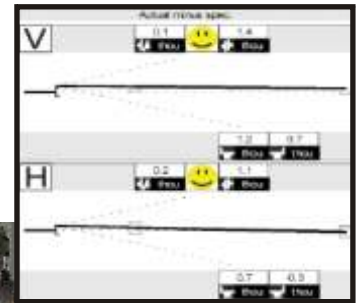 Actual minus spec.
V
0.1 1.4
thou thou
1.2 0.7
thou thou
H
0.2 1.1
thou thou
0.7 0.3
thou thou